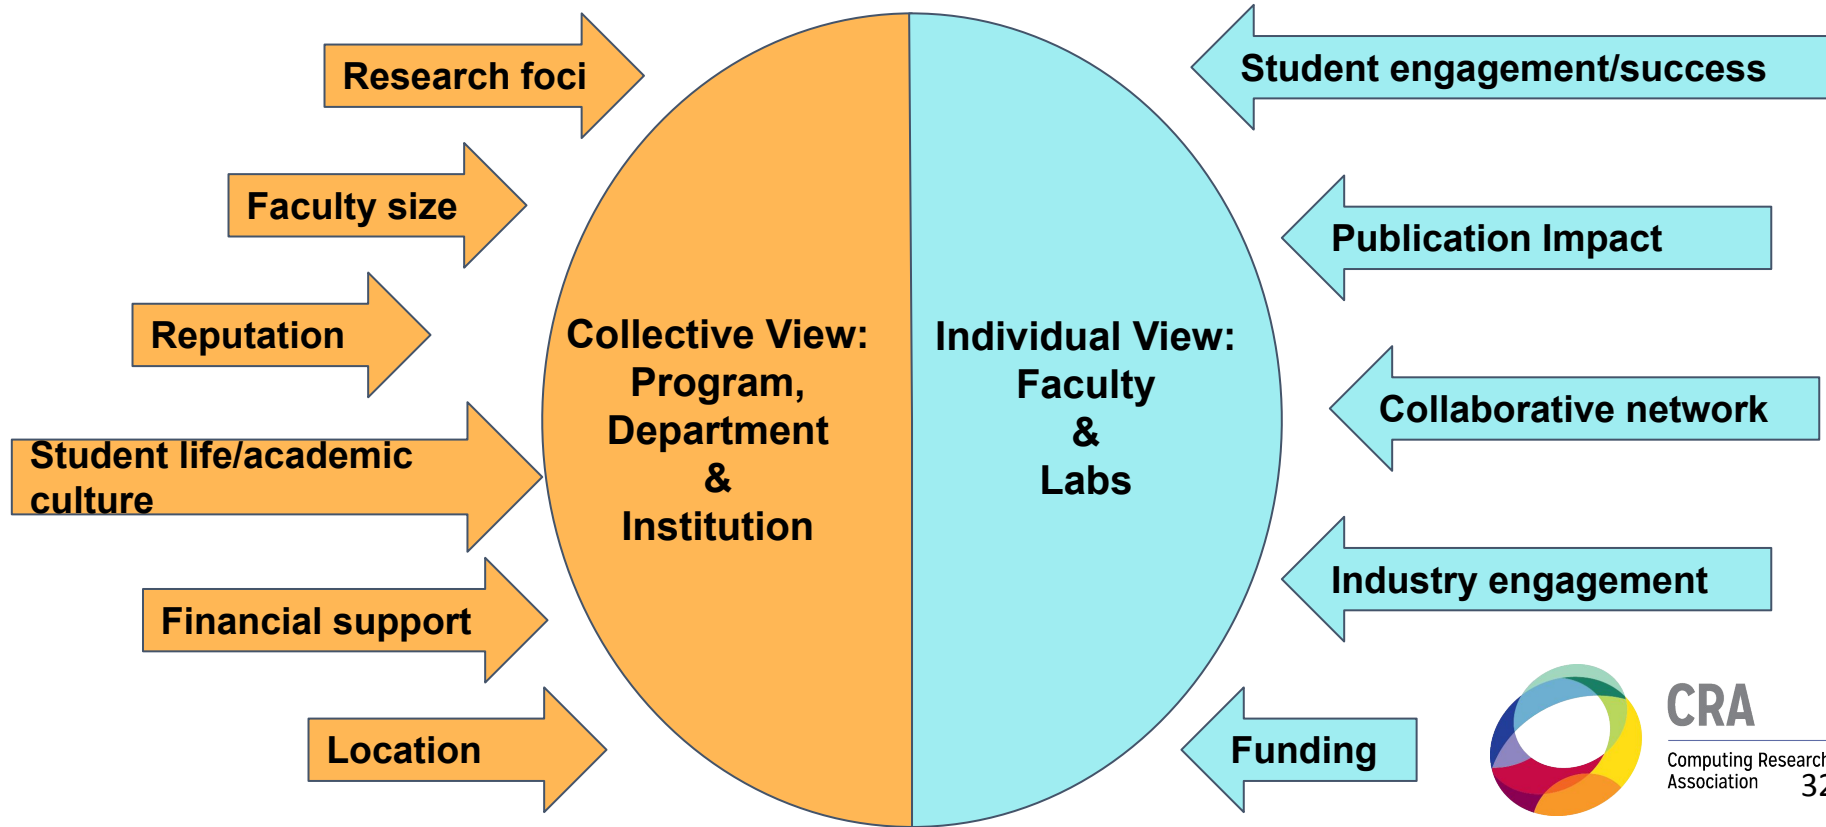 Research foci
Faculty size
Reputation
Student life/academic
culture
Financial support
Location
Collective View:
Program,
Department
&
Institution
Individual View:
Faculty
&
Labs
Student engagement/success
Publication Impact
Collaborative network
Industry engagement
Funding
CRA
Computing Research
Association
32